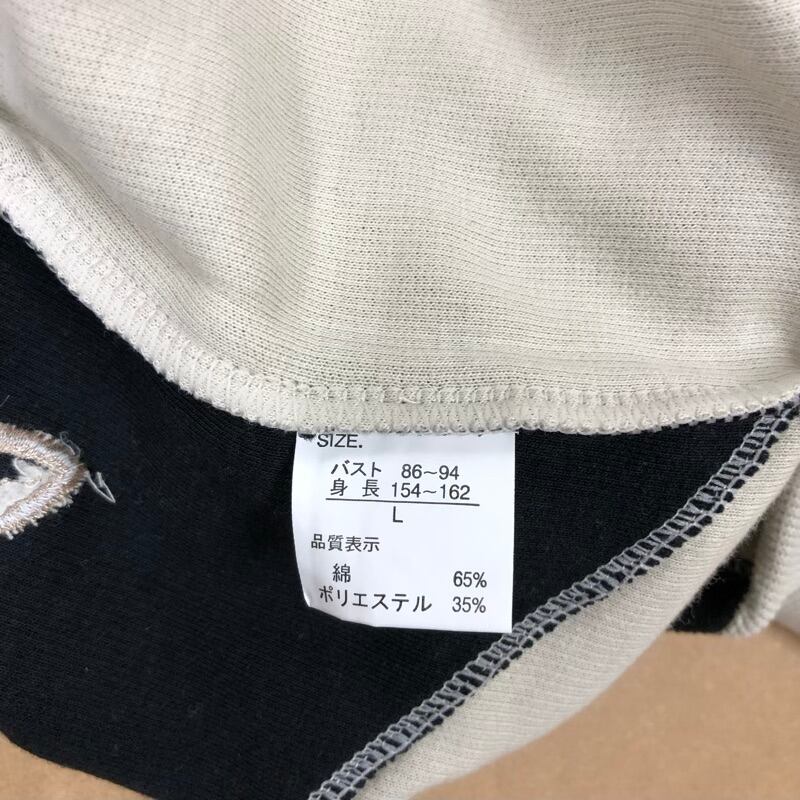 SIZE.
バスト 86～94
身長 154～162
L
品質表示
綿 65%
ポリエステル 35%